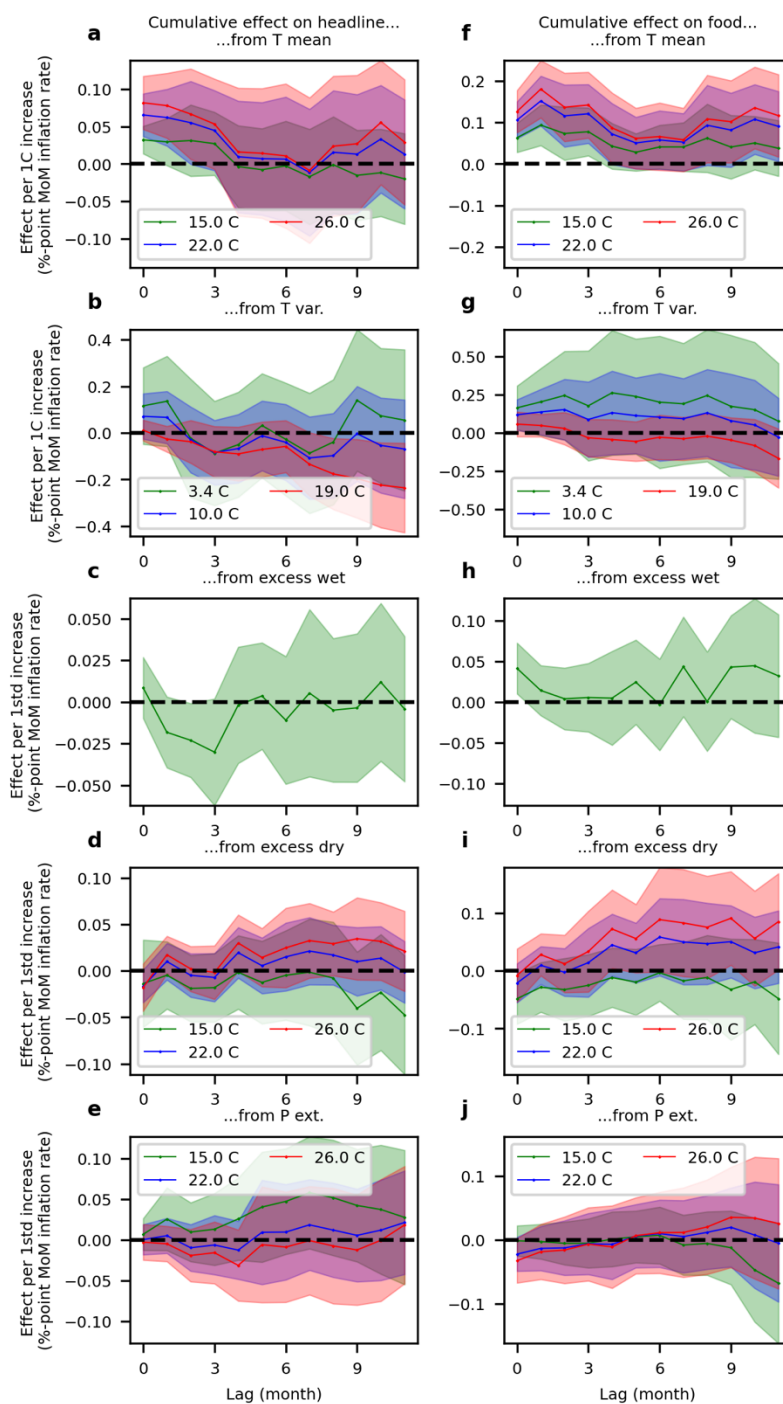 Cumulative effect on headline...
a ...from T mean
Effect per 1C increase
(%-point MoM inflation rate)
0.10
0.05
0.00
−0.05
−0.10
15.0 C 26.0 C
22.0 C
0 3 6 9
Cumulative effect on food...
f ...from T mean
0.2
0.1
0.0
−0.1
−0.2
15.0 C 26.0 C
22.0 C
0 3 6 9
b ...from T var.
Effect per 1C increase
(%-point MoM inflation rate)
0.4
0.2
0.0
−0.2
−0.4
3.4 C 19.0 C
10.0 C
0 3 6 9
g ...from T var.
0.50
0.25
0.00
−0.25
−0.50
3.4 C 19.0 C
10.0 C
0 3 6 9
c ...from excess wet
Effect per 1std increase
(%-point MoM inflation rate)
0.050
0.025
0.000
−0.025
−0.050
0 3 6 9
h ...from excess wet
0.10
0.05
0.00
−0.05
−0.10
0 3 6 9
d ...from excess dry
Effect per 1std increase
(%-point MoM inflation rate)
0.10
0.05
0.00
−0.05
−0.10
15.0 C 26.0 C
22.0 C
0 3 6 9
i ...from excess dry
0.1
0.0
−0.1
15.0 C 26.0 C
22.0 C
0 3 6 9
e ...from P ext.
Effect per 1std increase
(%-point MoM inflation rate)
0.10
0.05
0.00
−0.05
−0.10
15.0 C 26.0 C
22.0 C
0 3 6 9
Lag (month)
j ...from P ext.
0.1
0.0
−0.1
15.0 C 26.0 C
22.0 C
0 3 6 9
Lag (month)